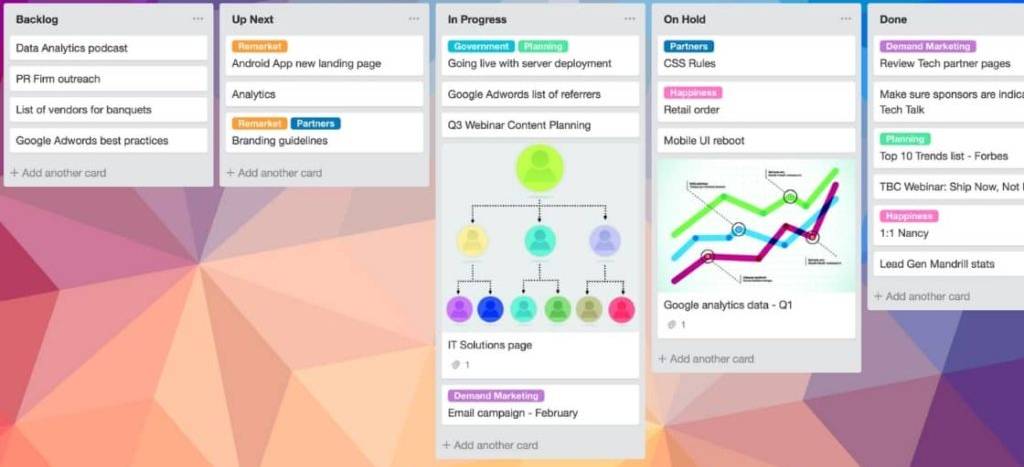 Backlog
Data Analytics podcast
PR Firm outreach
List of vendors for banquets
Google Adwords best practices
+ Add another card
Up Next
Remarket
Android App new landing page
Analytics
Remarket Partners
Branding guidelines
+ Add another card
In Progress
Government Planning
Going live with server deployment
Google Adwords list of referrers
Q3 Webinar Content Planning
IT Solutions page
1
Demand Marketing
Email campaign - February
+ Add another card
On Hold
Partners
CSS Rules
Happiness
Retail order
Mobile UI reboot
Google analytics data - Q1
1
+ Add another card
Done
Demand Marketing
Review Tech partner pages
Make sure sponsors are indica
Tech Talk
Planning
Top 10 Trends list - Forbes
TBC Webinar: Ship Now, Not
Happiness
1:1 Nancy
Lead Gen Mandrill stats
+ Add another card